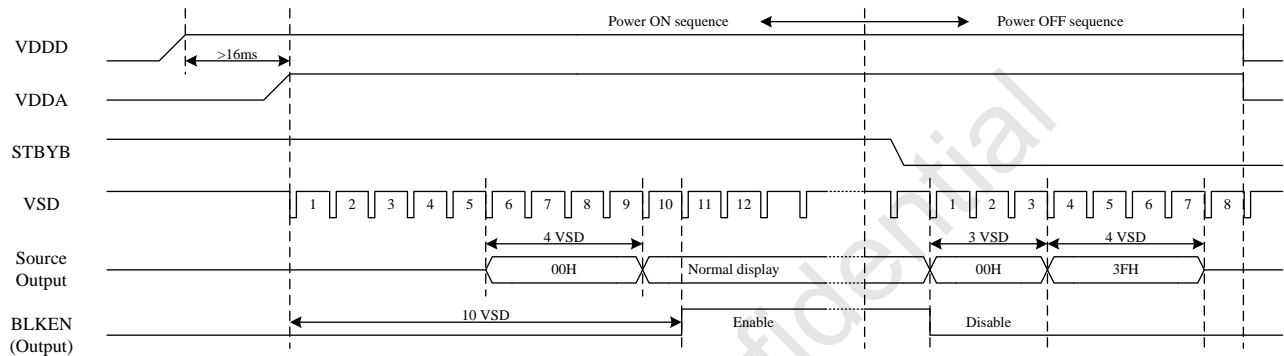 Power ON sequence Power OFF sequence
VDDD
>16ms
VDDA
STBYB
VSD
1 2 3 4 5 6 7 8 9 10 11 12 1 2 3 4 5 6 7 8
4 VSD 3 VSD 4 VSD
Source
Output
00H Normal display 00H 3FH
10 VSD
BLKEN
(Output)
Enable Disable